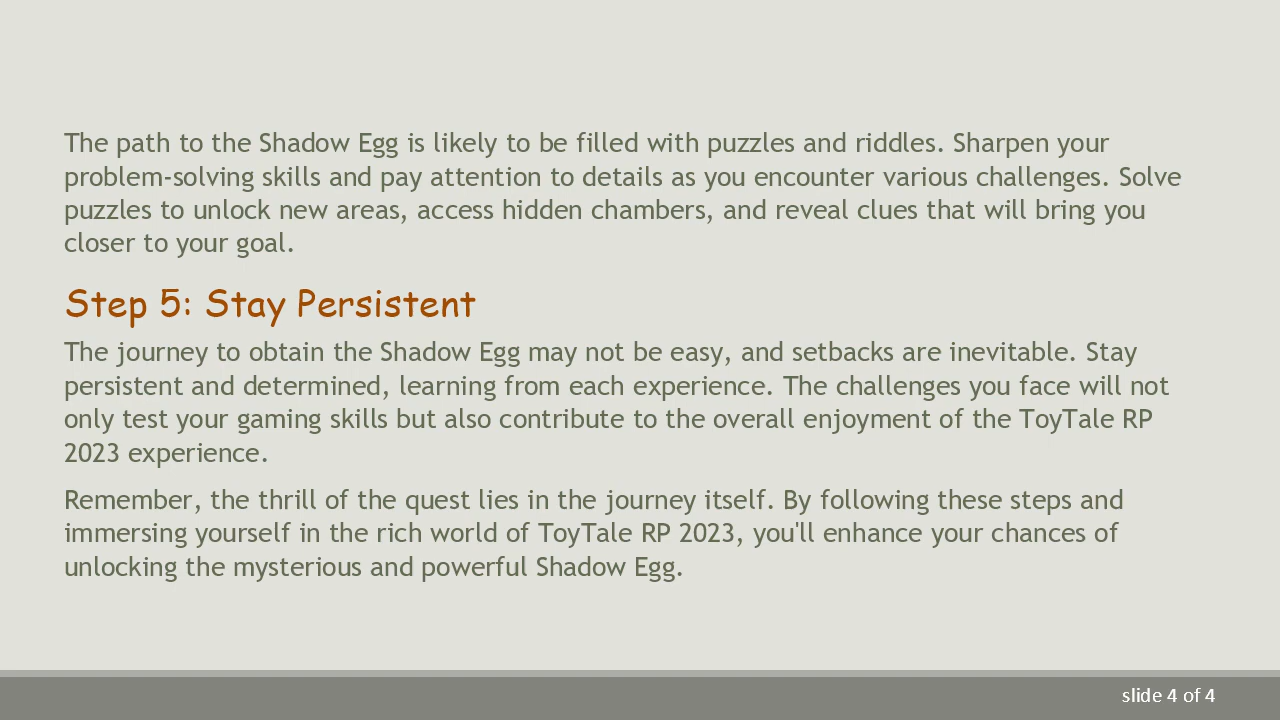 The path to the Shadow Egg is likely to be filled with puzzles and riddles. Sharpen your
problem-solving skills and pay attention to details as you encounter various challenges. Solve
puzzles to unlock new areas, access hidden chambers, and reveal clues that will bring you
closer to your goal.
Step 5: Stay Persistent
The journey to obtain the Shadow Egg may not be easy, and setbacks are inevitable. Stay
persistent and determined, learning from each experience. The challenges you face will not
only test your gaming skills but also contribute to the overall enjoyment of the ToyTale RP
2023 experience.
Remember, the thrill of the quest lies in the journey itself. By following these steps and
immersing yourself in the rich world of ToyTale RP 2023, you'll enhance your chances of
unlocking the mysterious and powerful Shadow Egg.
slide 4 of 4